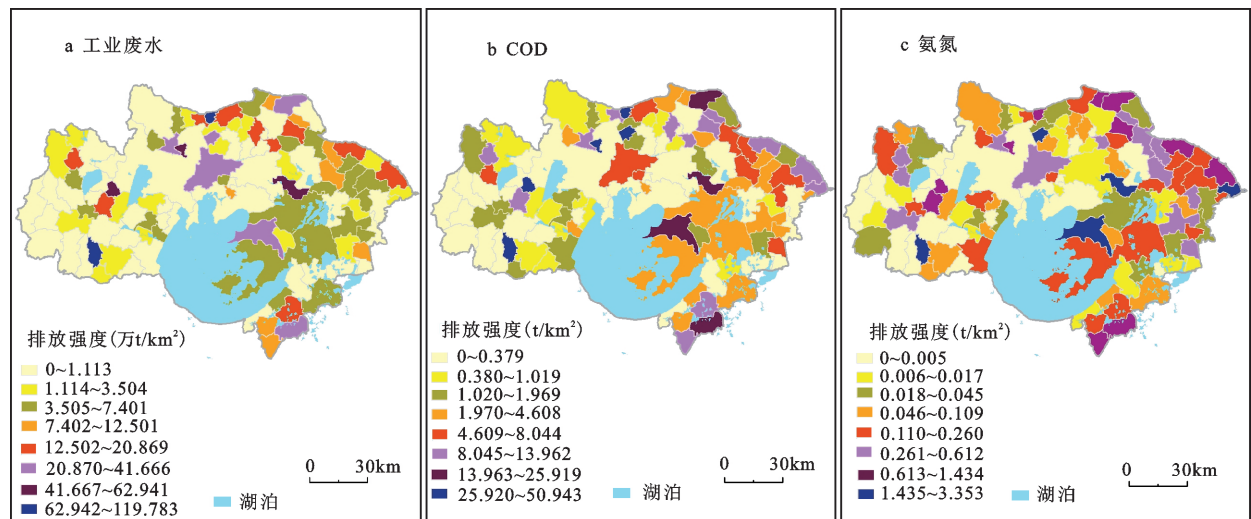 a 工业废水
排放强度(万t/km²)
0~1.113
1.114~3.504
3.505~7.401
7.402~12.501
12.502~20.869
20.870~41.666
41.667~62.941
62.942~119.783
湖泊
0 30km
b COD
排放强度(t/km²)
0~0.379
0.380~1.019
1.020~1.969
1.970~4.608
4.609~8.044
8.045~13.962
13.963~25.919
25.920~50.943
湖泊
0 30km
c 氨氮
排放强度(t/km²)
0~0.005
0.006~0.017
0.018~0.045
0.046~0.109
0.110~0.260
0.261~0.612
0.613~1.434
1.435~3.353
湖泊
0 30km